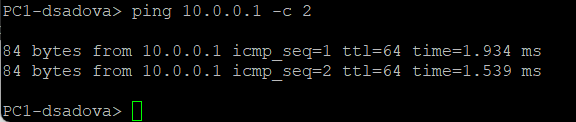 PC1-dsadova> ping 10.0.0.1 -c 2
84 bytes from 10.0.0.1 icmp_seq=1 ttl=64 time=1.934 ms
84 bytes from 10.0.0.1 icmp_seq=2 ttl=64 time=1.539 ms
PC1-dsadova>